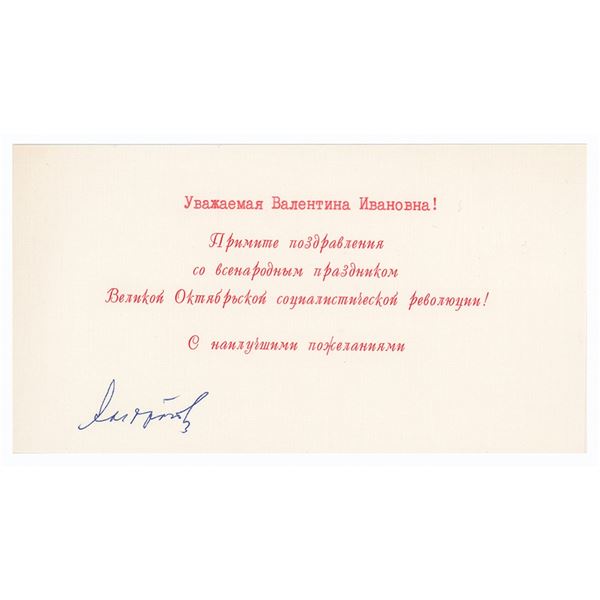 Уважаемая Валентина Ивановна!
Примите поздравления
со всенародным праздником
Великой Октябрьской социалистической революции!
С наилучшими пожеланиями